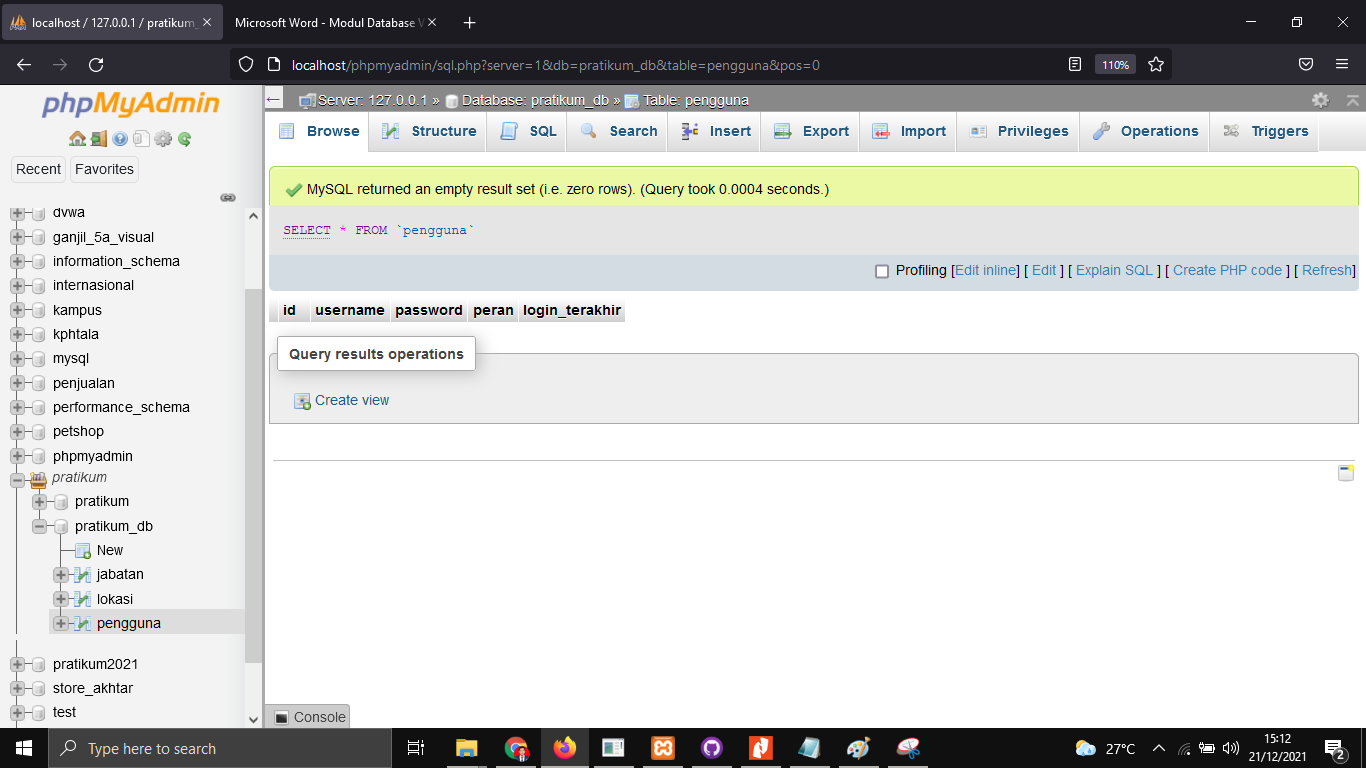 localhost / 127.0.0.1 / pratikum_
Microsoft Word - Modul Database V
localhost/phpmyadmin/sql.php?server=1&db=pratikum_db&table=pengguna&pos=0
110%
phpMyAdmin
Recent
Favorites
dvwa
ganjil_5a_visual
information_schema
internasional
kampus
kphtala
mysql
penjualan
performance_schema
petshop
phpmyadmin
pratikum
pratikum
pratikum_db
New
jabatan
lokasi
pengguna
pratikum2021
store_akhtar
test
Server: 127.0.0.1 » Database: pratikum_db » Table: pengguna
Browse Structure SQL Search Insert Export Import Privileges Operations Triggers
MySQL returned an empty result set (i.e. zero rows). (Query took 0.0004 seconds.)
SELECT * FROM `pengguna`
Profiling [Edit inline] [ Edit ] [ Explain SQL ] [ Create PHP code ] [ Refresh]
id username password peran login_terakhir
Query results operations
Create view
Console
Type here to search
27°C
15:12
21/12/2021
2